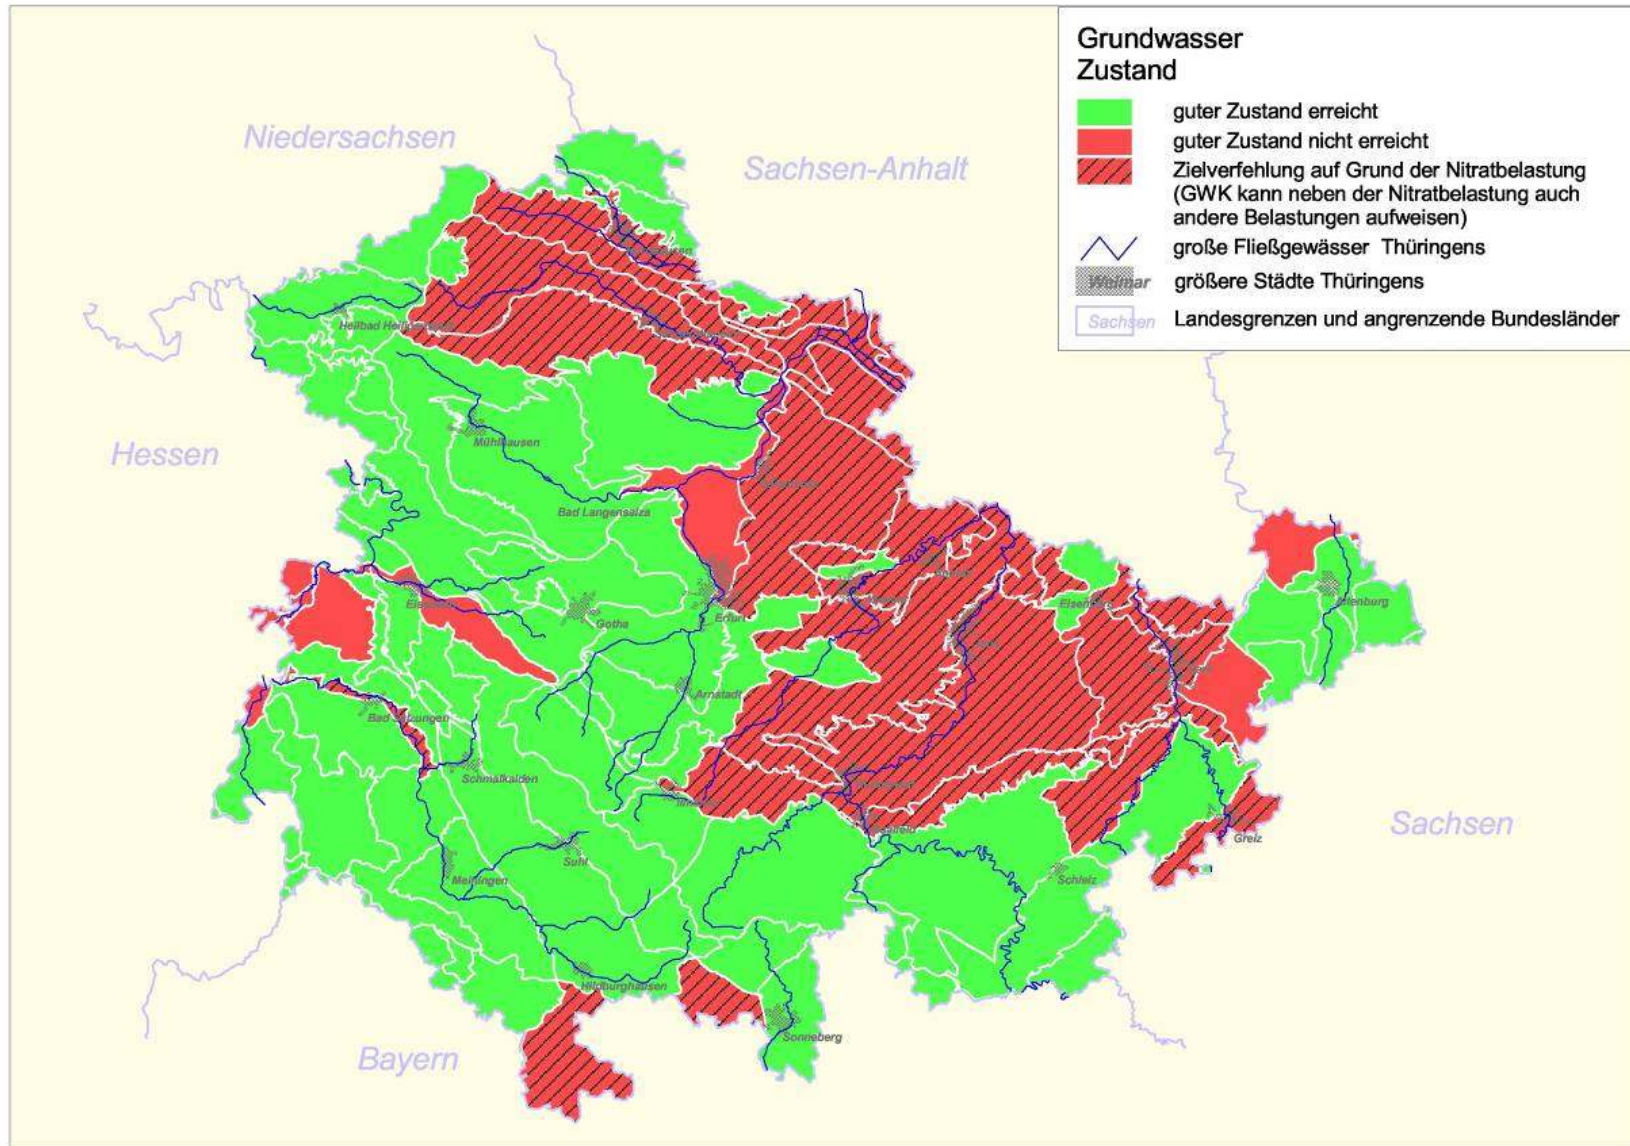 Grundwasser
Zustand
guter Zustand erreicht
guter Zustand nicht erreicht
Zielverfehlung auf Grund der Nitratbelastung
(GWK kann neben der Nitratbelastung auch
andere Belastungen aufweisen)
große Fließgewässer Thüringens
Weimar
größere Städte Thüringens
Sachsen
Landesgrenzen und angrenzende Bundesländer
Niedersachsen
Sachsen-Anhalt
Hessen
Mühlhausen
Bad Langensalza
Gotha
Erfurt
Eisenberg
Altenburg
Arnstadt
Bad Salzungen
Schmalkalden
Sachsen
Greiz
Suhl
Meiningen
Schleiz
Hildburghausen
Sonneberg
Bayern